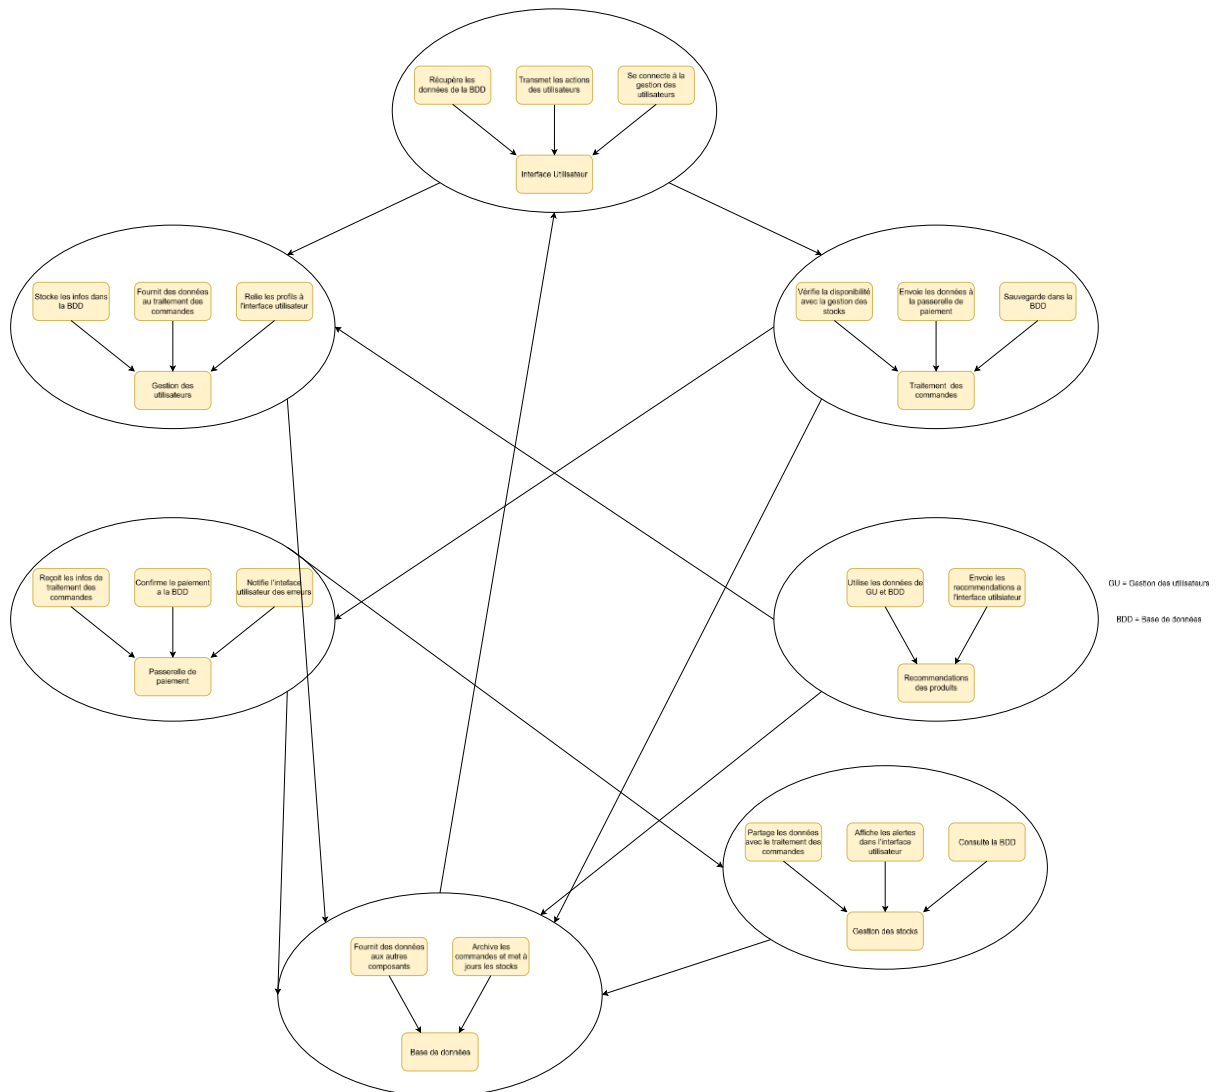 Récupère les
données de la BDD
Transmet les actions
des utilisateurs
Se connecte à la
gestion des
utilisateurs
Interface Utilisateur
Stocke les infos dans
la BDD
Fournit des données
au traitement des
commandes
Relie les profils à
l'interface utilisateur
Gestion des
utilisateurs
Vérifie la disponibilité
avec la gestion des
stocks
Envoie les données à
la passerelle de
paiement
Sauvegarde dans la
BDD
Traitement des
commandes
Reçoit les infos de
traitement des
commandes
Confirme le paiement
a la BDD
Notifie l'inteface
utilisateur des erreurs
Passerelle de
paiement
Utilise les données de
GU et BDD
Envoie les
recommendations a
l'interface utilsiateur
Recommendations
des produits
GU = Gestion des utilisateurs
BDD = Base de données
Partage les données
avec le traitement des
commandes
Affiche les alertes
dans l'interface
utilisateur
Consulte la BDD
Gestion des stocks
Fournit des données
aux autres
composants
Archive les
commandes et met à
jours les stocks
Base de données